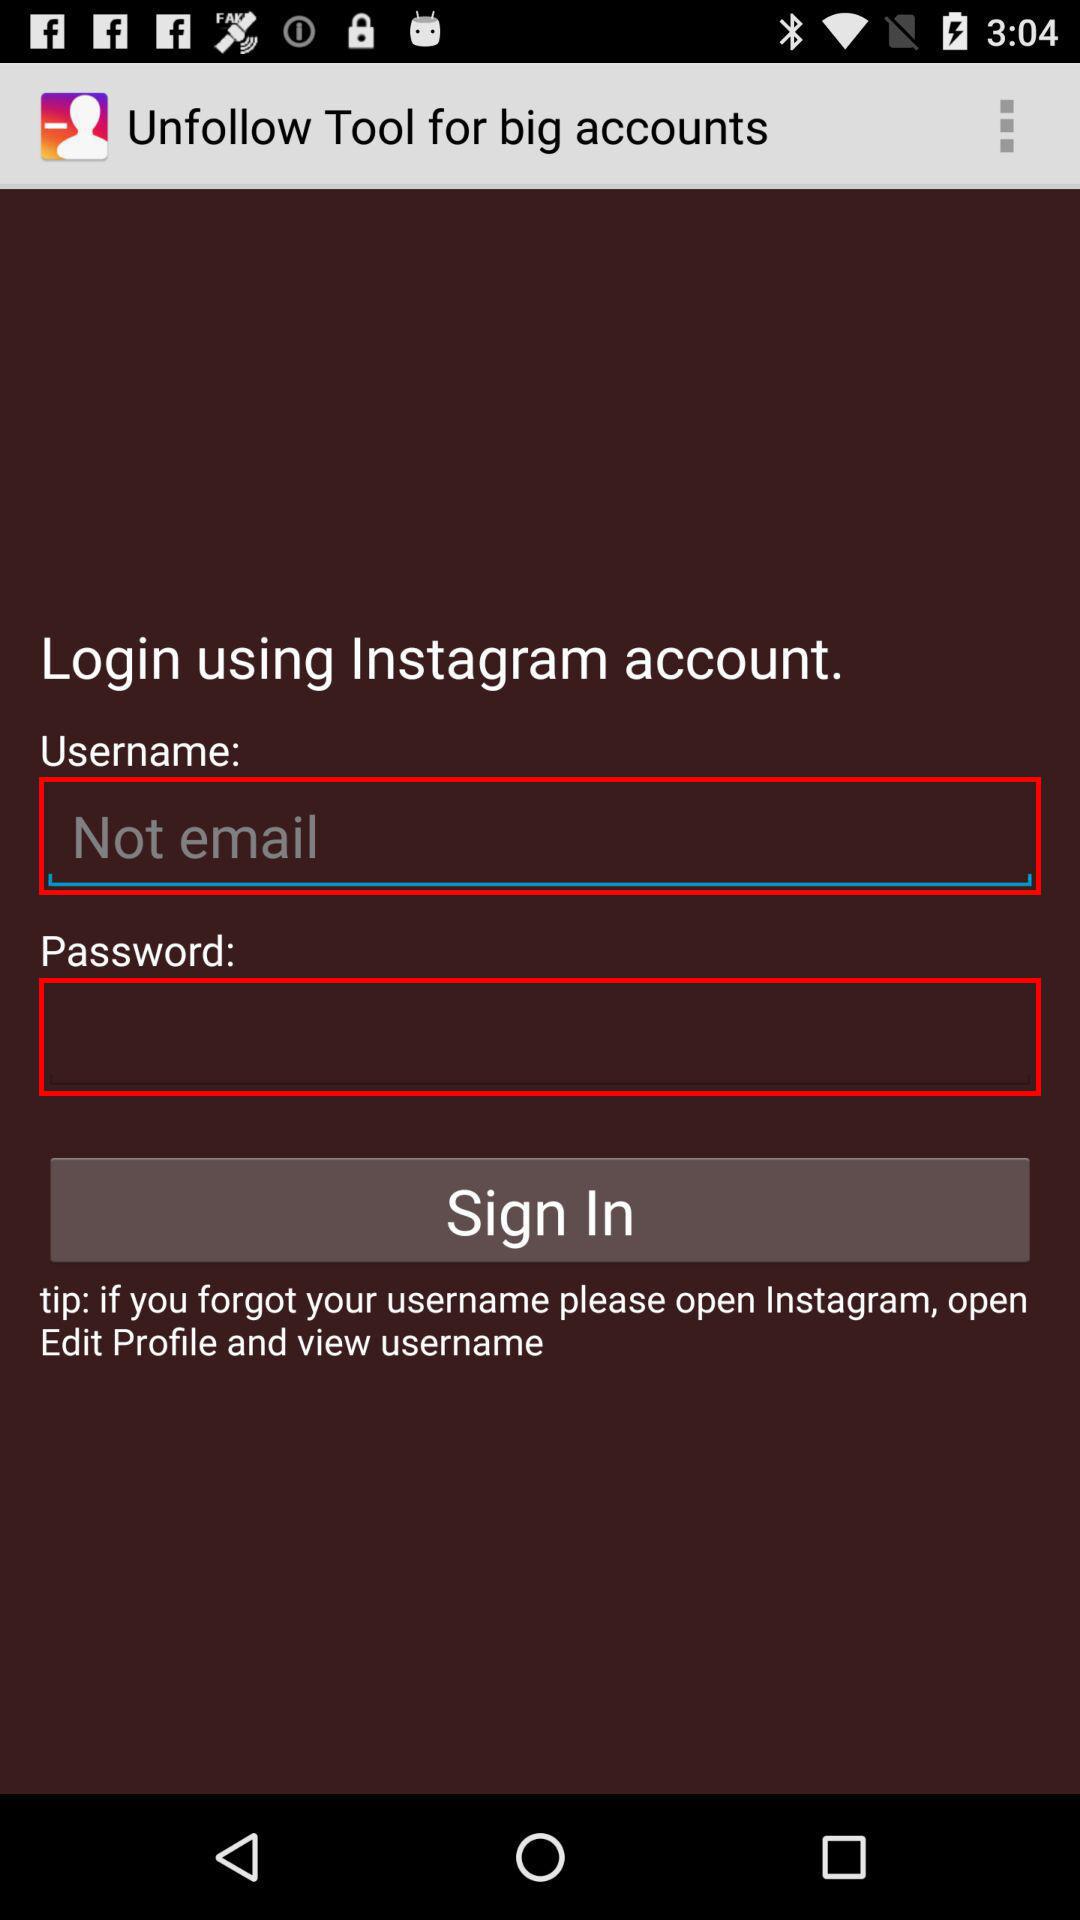 FAKE
3:04
Unfollow Tool for big accounts
Login using Instagram account.
Username:
Not email
Password:
Sign In
tip: if you forgot your username please open Instagram, open
Edit Profile and view username